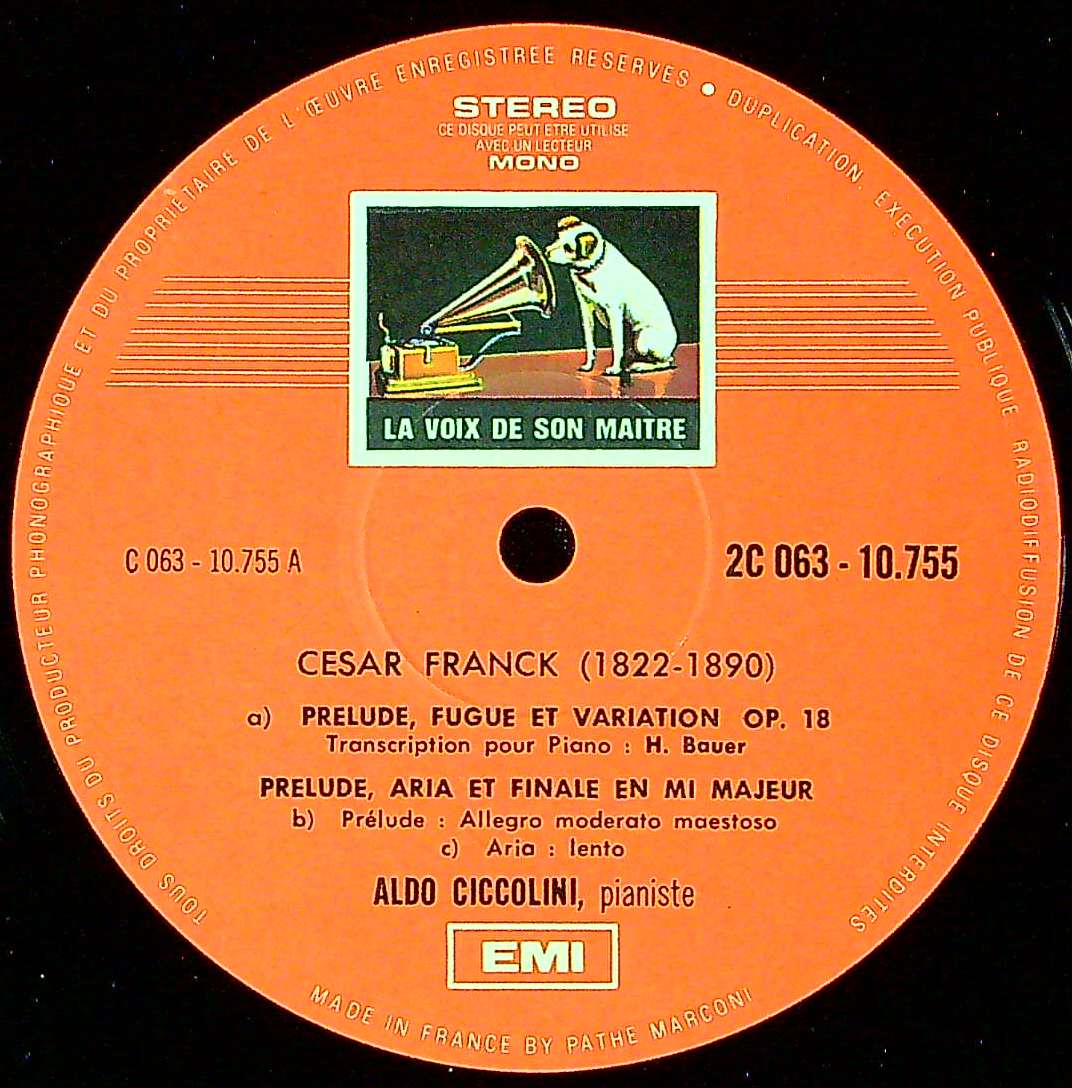 TOUS DROITS DU PRODUCTEUR PHONOGRAPHIQUE ET DU PROPRIETAIRE DE L'ŒUVRE ENREGISTREE RESERVES • DUPLICATION. EXECUTION PUBLIQUE RADIODIFFUSION DE CE DISQUE INTERDITES
STEREO
CE DISQUE PEUT ETRE UTILISE
AVEC UN LECTEUR
MONO
LA VOIX DE SON MAITRE
C 063 - 10.755 A
2C 063 - 10.755
CESAR FRANCK (1822-1890)
a) PRELUDE, FUGUE ET VARIATION OP. 18
Transcription pour Piano : H. Bauer
PRELUDE, ARIA ET FINALE EN MI MAJEUR
b) Prélude : Allegro moderato maestoso
c) Aria : lento
ALDO CICCOLINI, pianiste
EMI
MADE IN FRANCE BY PATHE MARCONI